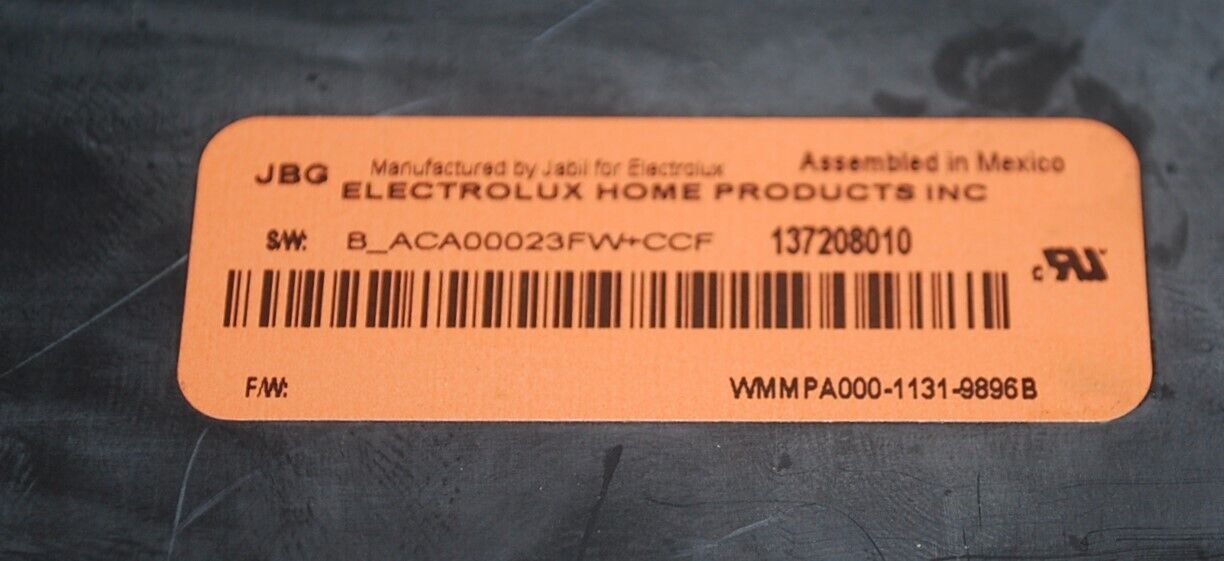 JBG Manufactured by Jabil for Electrolux Assembled in Mexico
ELECTROLUX HOME PRODUCTS INC
S/W: B_ACA00023FW+CCF 137208010
c RU
F/W: WMMPA000-1131-9896B